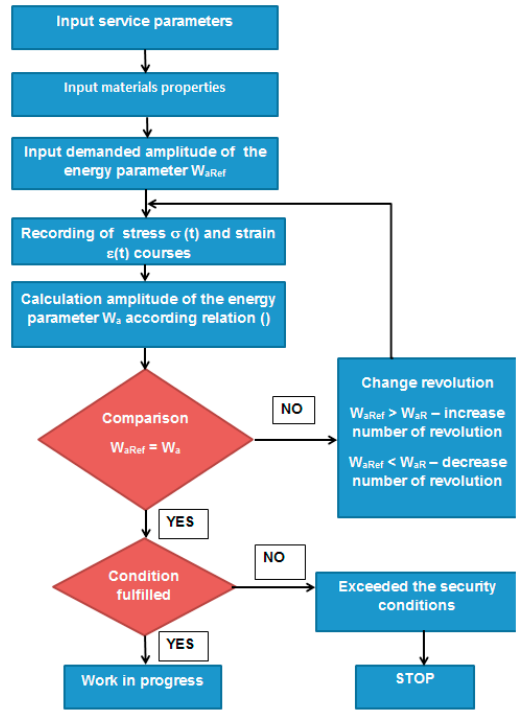 Input service parameters
Input materials properties
Input demanded amplitude of the
energy parameter WaRef
Recording of stress σ (t) and strain
ε(t) courses
Calculation amplitude of the energy
parameter Wa according relation ()
Comparison
WaRef = Wa
NO
Change revolution
WaRef > WaR – increase
number of revolution
WaRef < WaR – decrease
number of revolution
YES
Condition
fulfilled
NO
Exceeded the security
conditions
YES
Work in progress
STOP